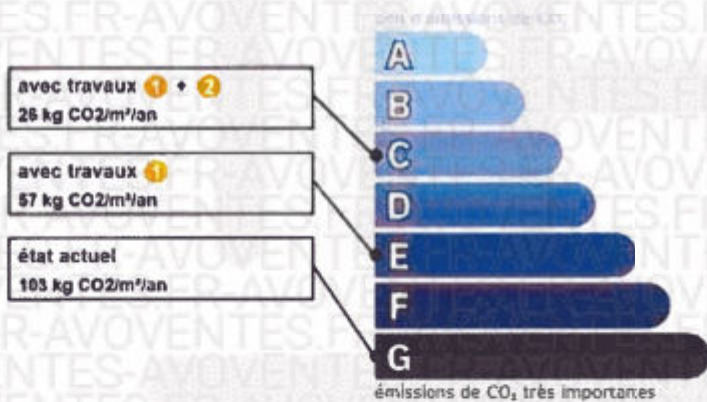 avec travaux 1 + 2
26 kg CO2/m²/an
avec travaux 1
57 kg CO2/m²/an
état actuel
103 kg CO2/m²/an
A
B
C
D
E
F
G
émissions de CO₂ très importantes